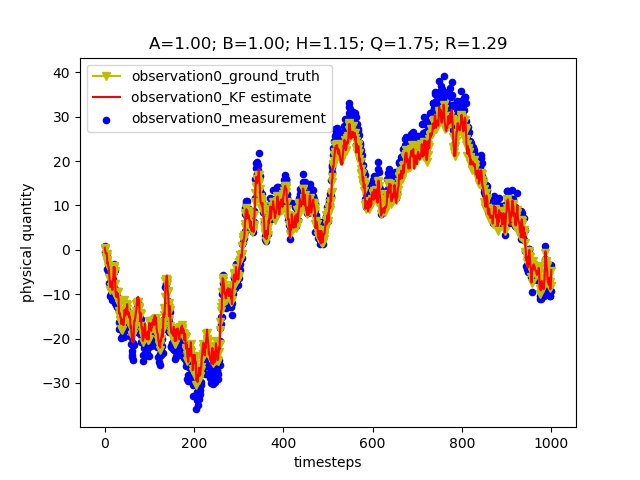 A=1.00; B=1.00; H=1.15; Q=1.75; R=1.29
observation0_ground_truth
observation0_KF estimate
observation0_measurement
physical quantity
40
30
20
10
0
−10
−20
−30
0 200 400 600 800 1000
timesteps